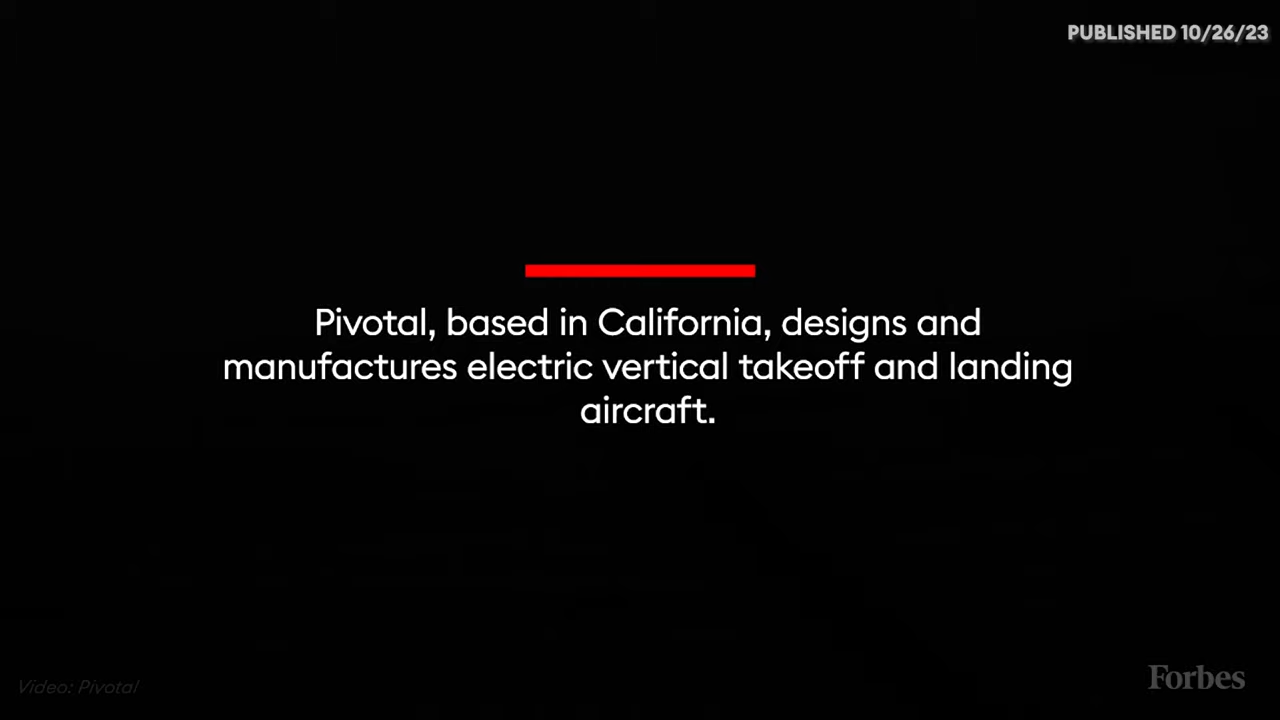 PUBLISHED 10/26/23
Pivotal, based in California, designs and
manufactures electric vertical takeoff and landing
aircraft.
Video: Pivotal
Forbes